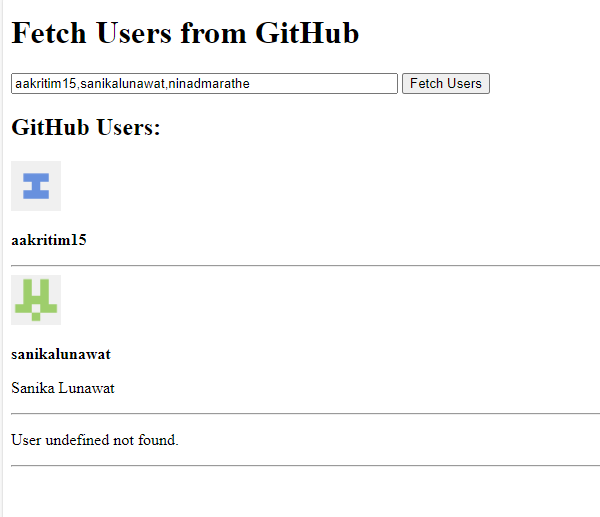 Fetch Users from GitHub
aakritim15,sanikalunawat,ninadmarathe Fetch Users
GitHub Users:
aakritim15
sanikalunawat
Sanika Lunawat
User undefined not found.